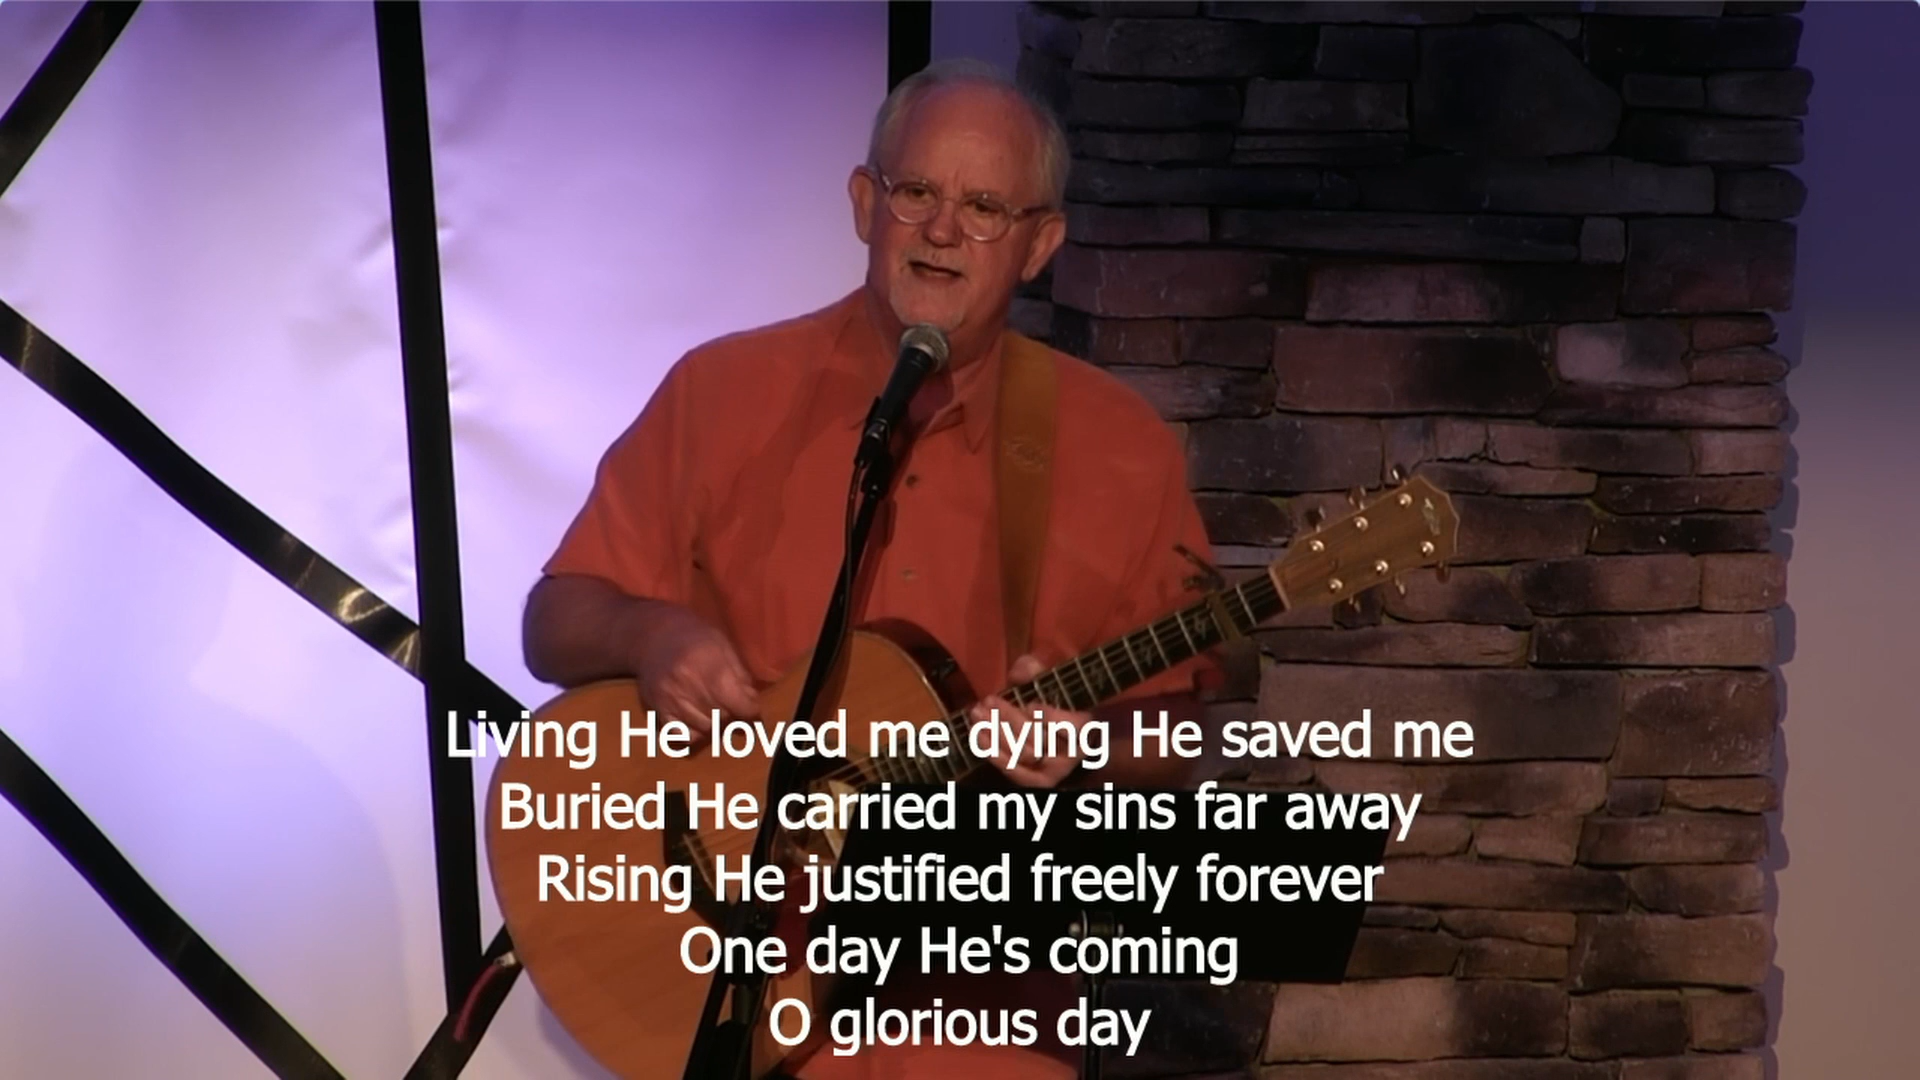 Living He loved me dying He saved me
Buried He carried my sins far away
Rising He justified freely forever
One day He's coming
O glorious day